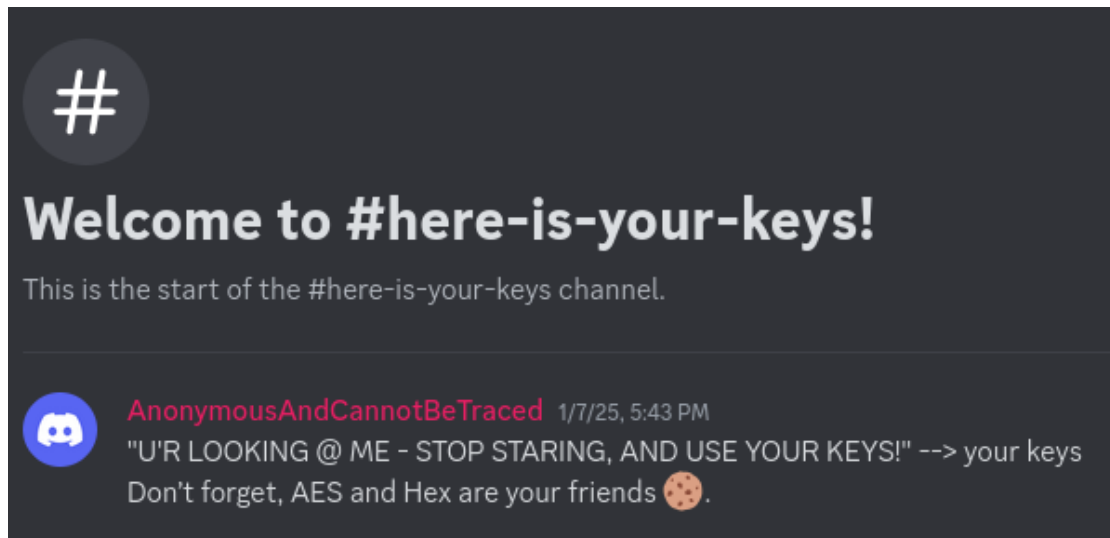 #
Welcome to #here-is-your-keys!
This is the start of the #here-is-your-keys channel.
AnonymousAndCannotBeTraced 1/7/25, 5:43 PM
"U'R LOOKING @ ME - STOP STARING, AND USE YOUR KEYS!" --> your keys
Don't forget, AES and Hex are your friends 🍪.